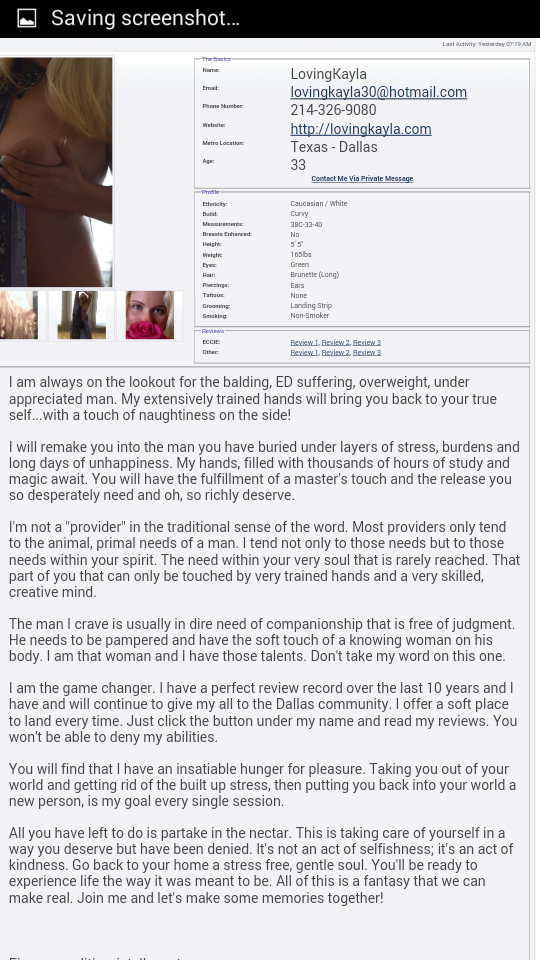 Saving screenshot...
Last Activity: Yesterday 07:19 AM
The Basics
Name: LovingKayla
Email: lovingkayla30@hotmail.com
Phone Number: 214-326-9080
Website: http://lovingkayla.com
Metro Location: Texas - Dallas
Age: 33
Contact Me Via Private Message
Profile
Ethnicity: Caucasian / White
Build: Curvy
Measurements: 38C-33-40
Breasts Enhanced: No
Height: 5' 5"
Weight: 165lbs
Eyes: Green
Hair: Brunette (Long)
Piercings: Ears
Tattoos: None
Grooming: Landing Strip
Smoking: Non-Smoker
Reviews
ECCIE: Review 1, Review 2, Review 3
Other: Review 1, Review 2, Review 3
I am always on the lookout for the balding, ED suffering, overweight, under
appreciated man. My extensively trained hands will bring you back to your true
self...with a touch of naughtiness on the side!
I will remake you into the man you have buried under layers of stress, burdens and
long days of unhappiness. My hands, filled with thousands of hours of study and
magic await. You will have the fulfillment of a master's touch and the release you
so desperately need and oh, so richly deserve.
I'm not a "provider" in the traditional sense of the word. Most providers only tend
to the animal, primal needs of a man. I tend not only to those needs but to those
needs within your spirit. The need within your very soul that is rarely reached. That
part of you that can only be touched by very trained hands and a very skilled,
creative mind.
The man I crave is usually in dire need of companionship that is free of judgment.
He needs to be pampered and have the soft touch of a knowing woman on his
body. I am that woman and I have those talents. Don't take my word on this one.
I am the game changer. I have a perfect review record over the last 10 years and I
have and will continue to give my all to the Dallas community. I offer a soft place
to land every time. Just click the button under my name and read my reviews. You
won't be able to deny my abilities.
You will find that I have an insatiable hunger for pleasure. Taking you out of your
world and getting rid of the built up stress, then putting you back into your world a
new person, is my goal every single session.
All you have left to do is partake in the nectar. This is taking care of yourself in a
way you deserve but have been denied. It's not an act of selfishness; it's an act of
kindness. Go back to your home a stress free, gentle soul. You'll be ready to
experience life the way it was meant to be. All of this is a fantasy that we can
make real. Join me and let's make some memories together!